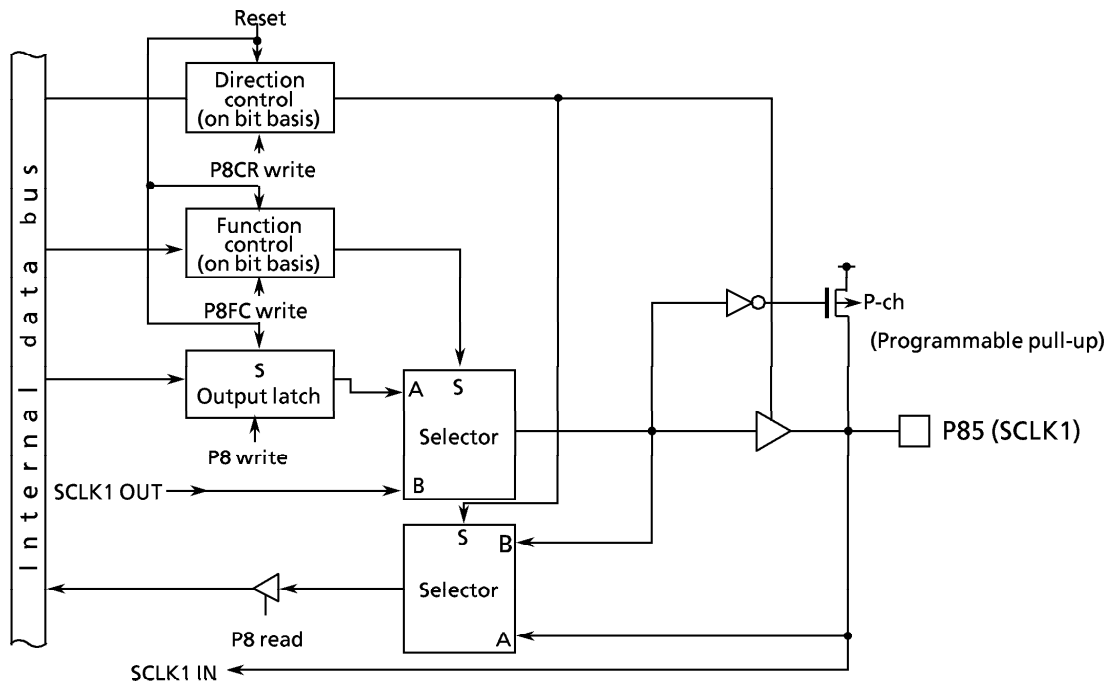 Reset
Direction
control
(on bit basis)
P8CR write
Function
control
(on bit basis)
P8FC write
S
Output latch
P8 write
SCLK1 OUT
Internal data bus
A
S
Selector
B
S
B
Selector
A
P8 read
SCLK1 IN
P-ch
(Programmable pull-up)
P85 (SCLK1)